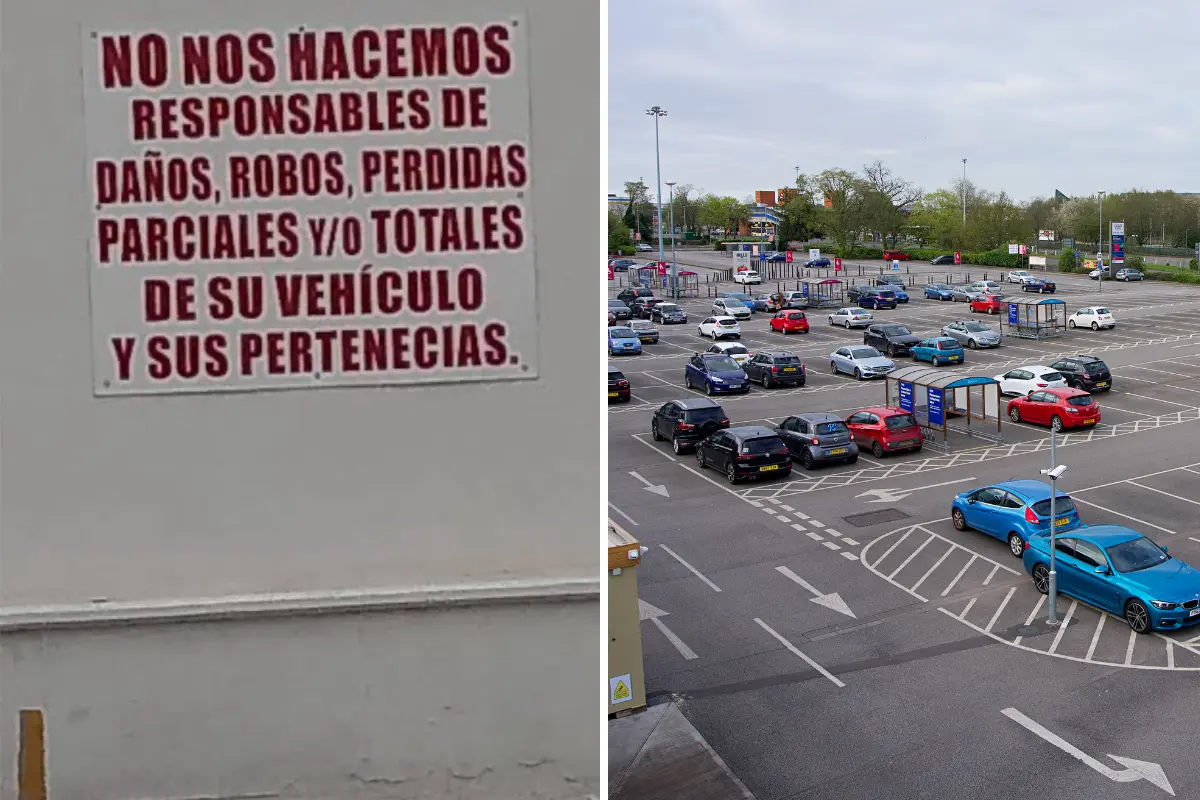 NO NOS HACEMOS
RESPONSABLES DE
DAÑOS, ROBOS, PERDIDAS
PARCIALES Y/O TOTALES
DE SU VEHÍCULO
Y SUS PERTENECIAS.